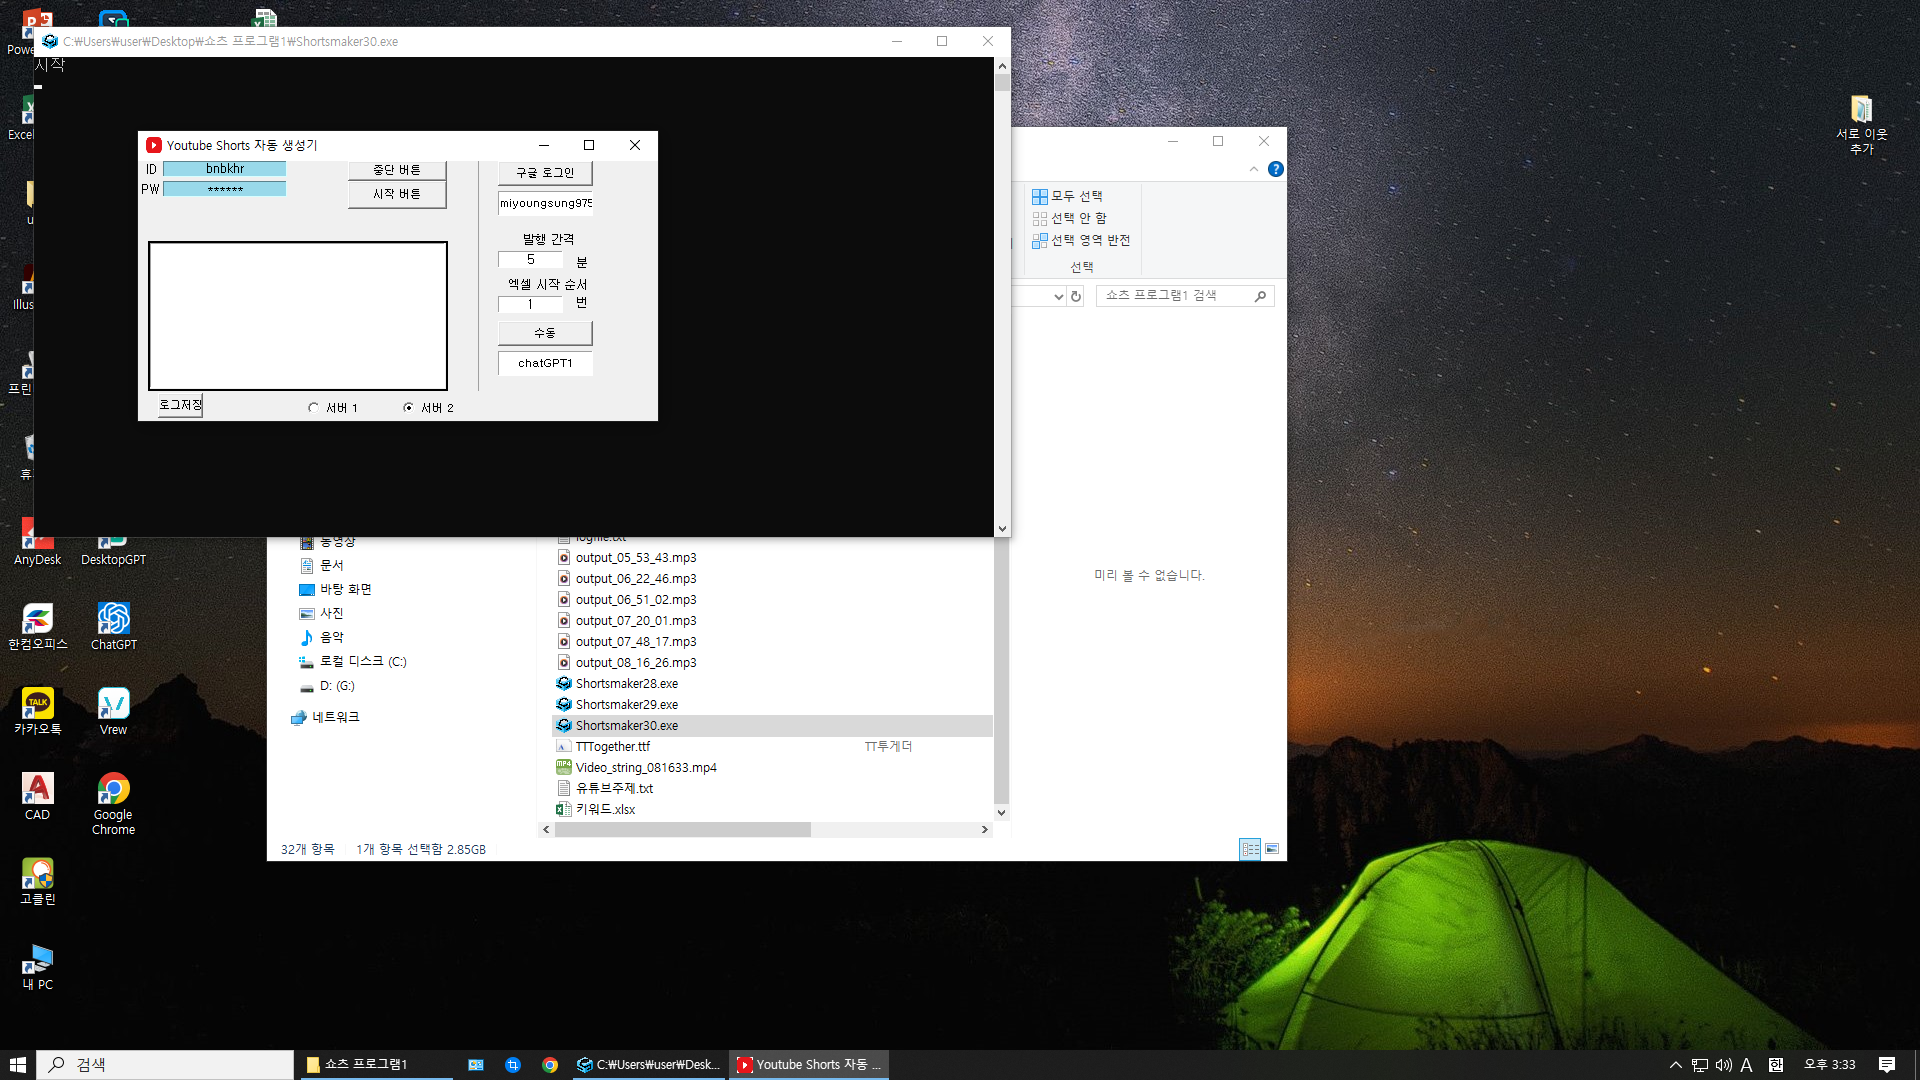 C:￦Users￦user￦Desktop￦쇼츠 프로그램1￦Shortsmaker30.exe
시작
Youtube Shorts 자동 생성기
ID
bnbkhr
PW
******
중단 버튼
시작 버튼
구글 로그인
miyoungsung975
발행 간격
5
분
엑셀 시작 순서
1
번
수동
chatGPT1
로그저장
서버 1
서버 2
모두 선택
선택 안 함
선택 영역 반전
선택
쇼츠 프로그램1 검색
미리 볼 수 없습니다.
동영상
문서
바탕 화면
사진
음악
로컬 디스크 (C:)
D: (G:)
네트워크
logfile.txt
output_05_53_43.mp3
output_06_22_46.mp3
output_06_51_02.mp3
output_07_20_01.mp3
output_07_48_17.mp3
output_08_16_26.mp3
Shortsmaker28.exe
Shortsmaker29.exe
Shortsmaker30.exe
TTTogether.ttf
TT투게더
Video_string_081633.mp4
유튜브주제.txt
키워드.xlsx
32개 항목
1개 항목 선택함 2.85GB
서로 이웃
추가
AnyDesk
DesktopGPT
한컴오피스
ChatGPT
카카오톡
Vrew
CAD
Google
Chrome
고클린
내 PC
검색
쇼츠 프로그램1
C:￦Users￦user￦Desk...
Youtube Shorts 자동 ...
A
한
오후 3:33